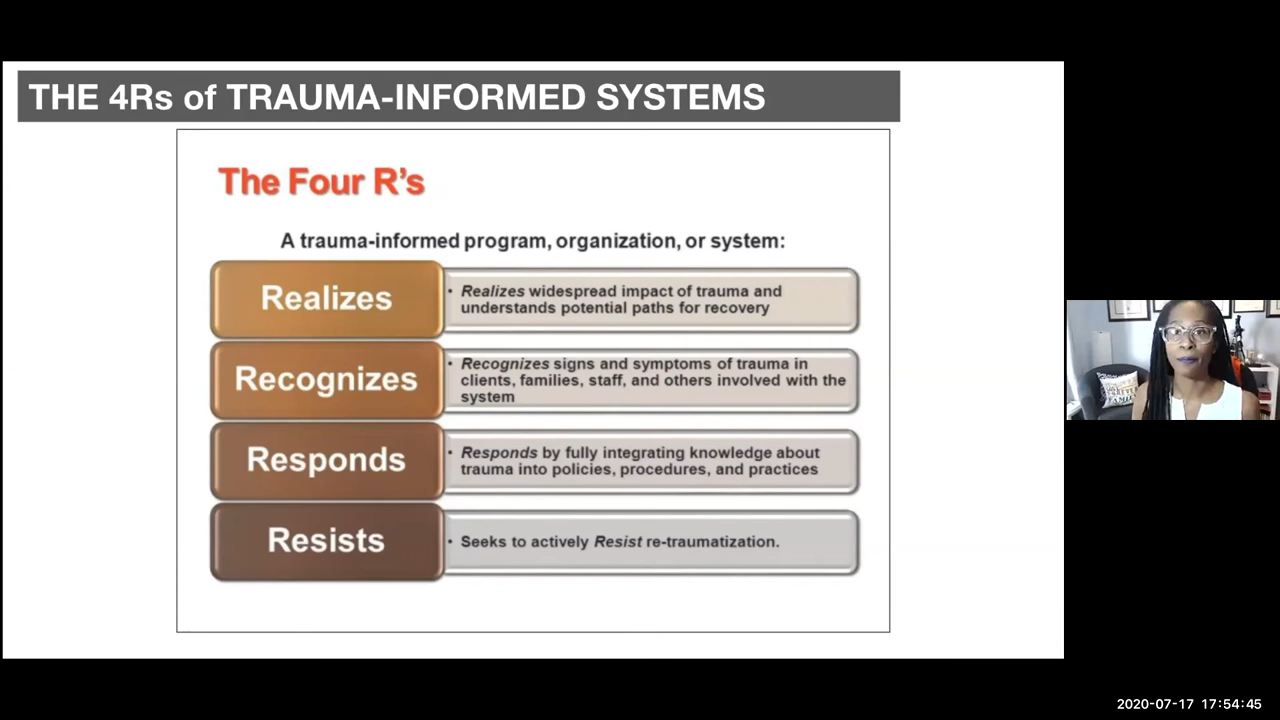 THE 4Rs of TRAUMA-INFORMED SYSTEMS
The Four R's
A trauma-informed program, organization, or system:
Realizes
• Realizes widespread impact of trauma and
understands potential paths for recovery
Recognizes
• Recognizes signs and symptoms of trauma in
clients, families, staff, and others involved with the
system
Responds
• Responds by fully integrating knowledge about
trauma into policies, procedures, and practices
Resists
• Seeks to actively Resist re-traumatization.
2020-07-17 17:54:45